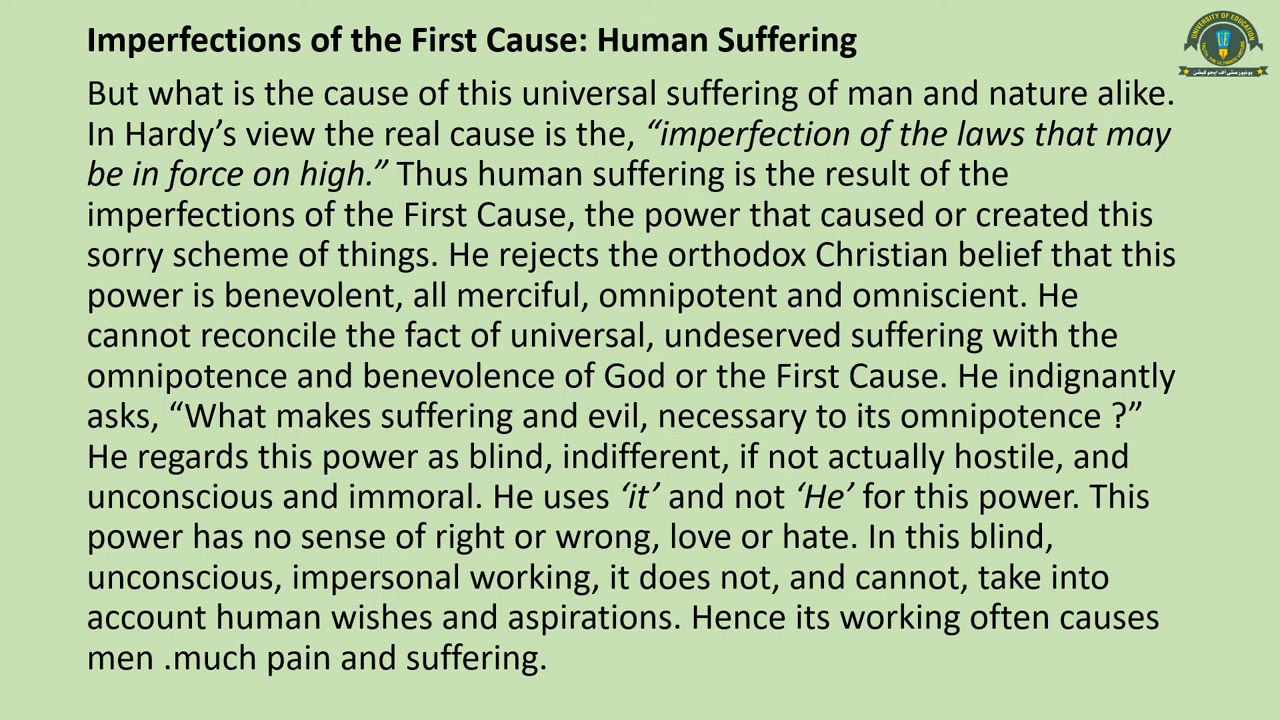 Imperfections of the First Cause: Human Suffering
But what is the cause of this universal suffering of man and nature alike.
In Hardy’s view the real cause is the, “imperfection of the laws that may
be in force on high.” Thus human suffering is the result of the
imperfections of the First Cause, the power that caused or created this
sorry scheme of things. He rejects the orthodox Christian belief that this
power is benevolent, all merciful, omnipotent and omniscient. He
cannot reconcile the fact of universal, undeserved suffering with the
omnipotence and benevolence of God or the First Cause. He indignantly
asks, “What makes suffering and evil, necessary to its omnipotence ?”
He regards this power as blind, indifferent, if not actually hostile, and
unconscious and immoral. He uses ‘it’ and not ‘He’ for this power. This
power has no sense of right or wrong, love or hate. In this blind,
unconscious, impersonal working, it does not, and cannot, take into
account human wishes and aspirations. Hence its working often causes
men .much pain and suffering.
UNIVERSITY OF EDUCATION
UE
یونیورسٹی آف ایجوکیشن